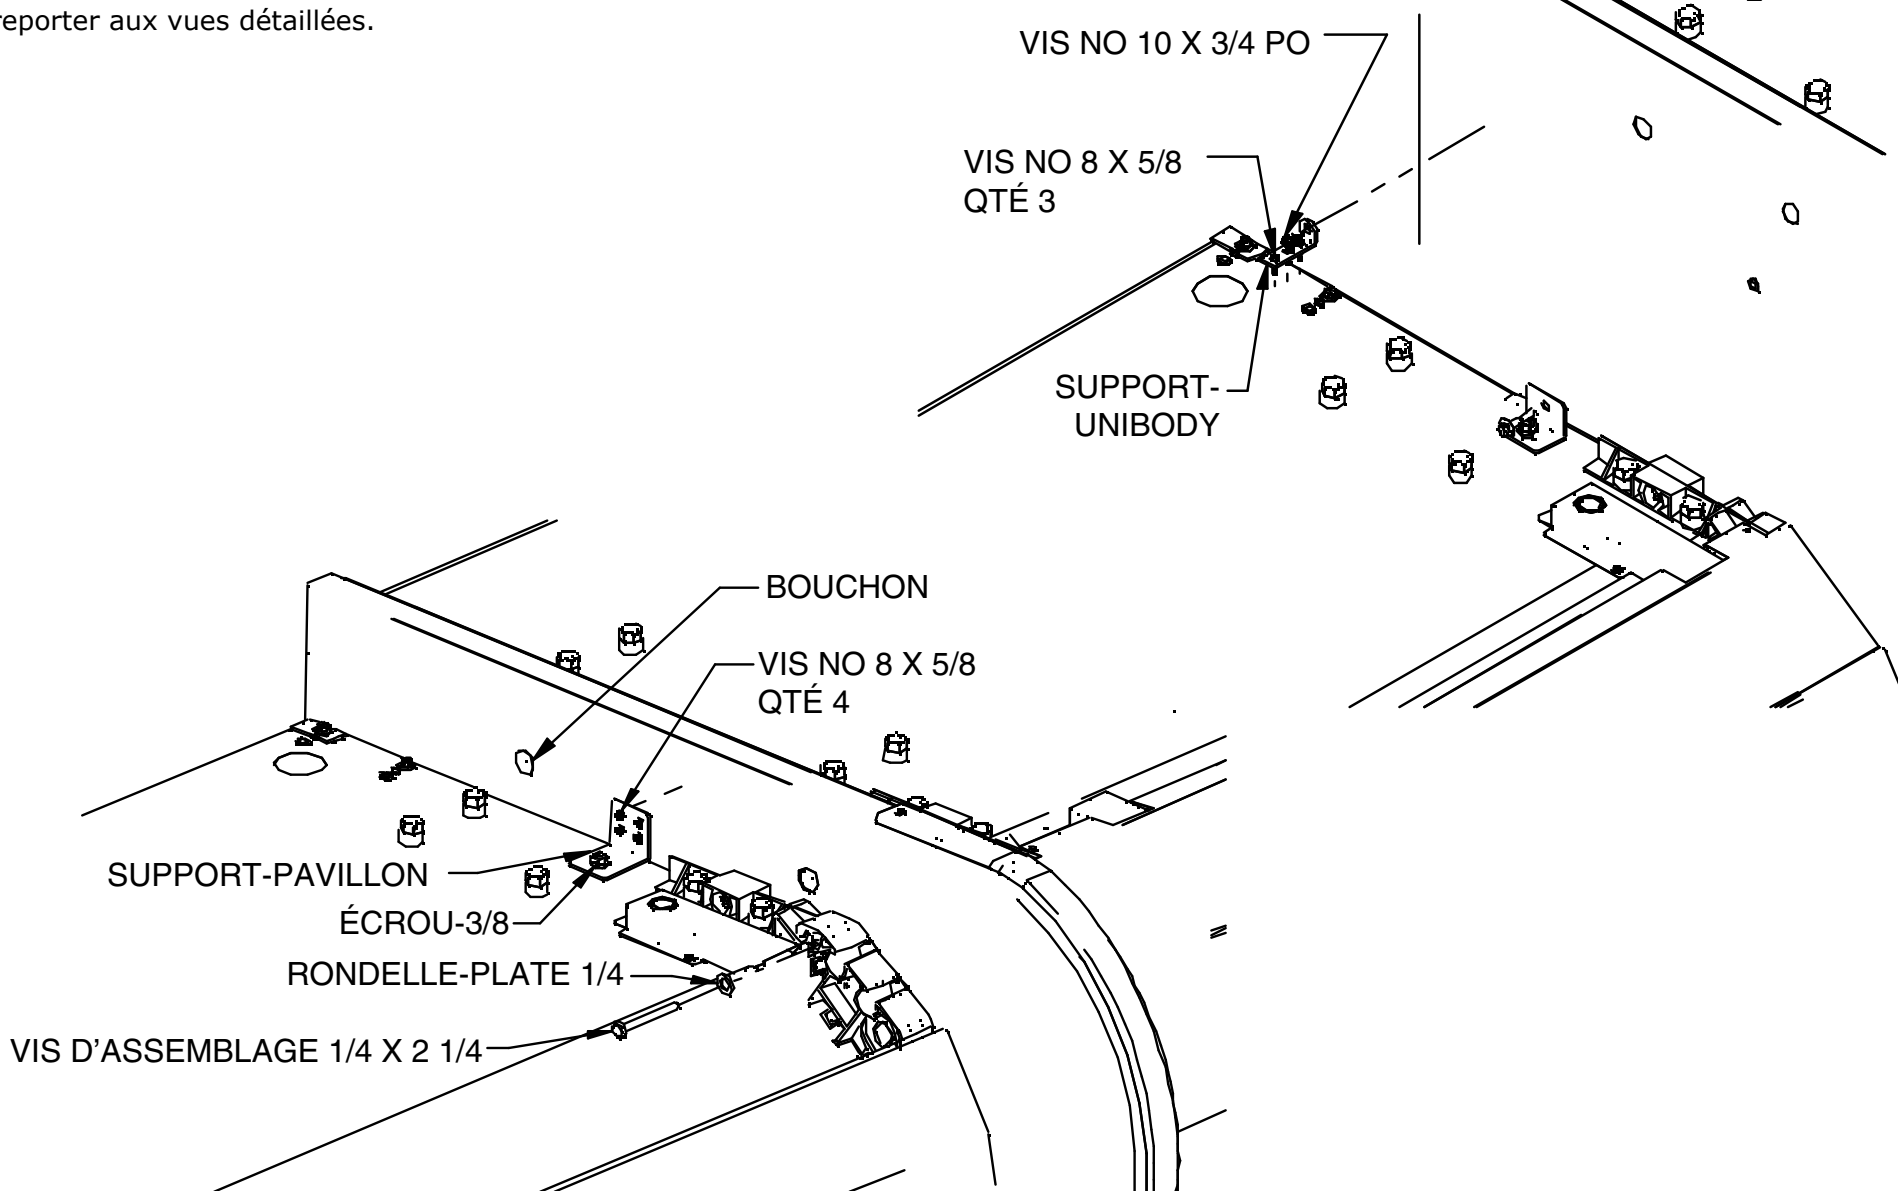 reporter aux vues détaillées.
VIS NO 10 X 3/4 PO
VIS NO 8 X 5/8
QTÉ 3
SUPPORT-
UNIBODY
BOUCHON
VIS NO 8 X 5/8
QTÉ 4
SUPPORT-PAVILLON
ÉCROU-3/8
RONDELLE-PLATE 1/4
VIS D’ASSEMBLAGE 1/4 X 2 1/4